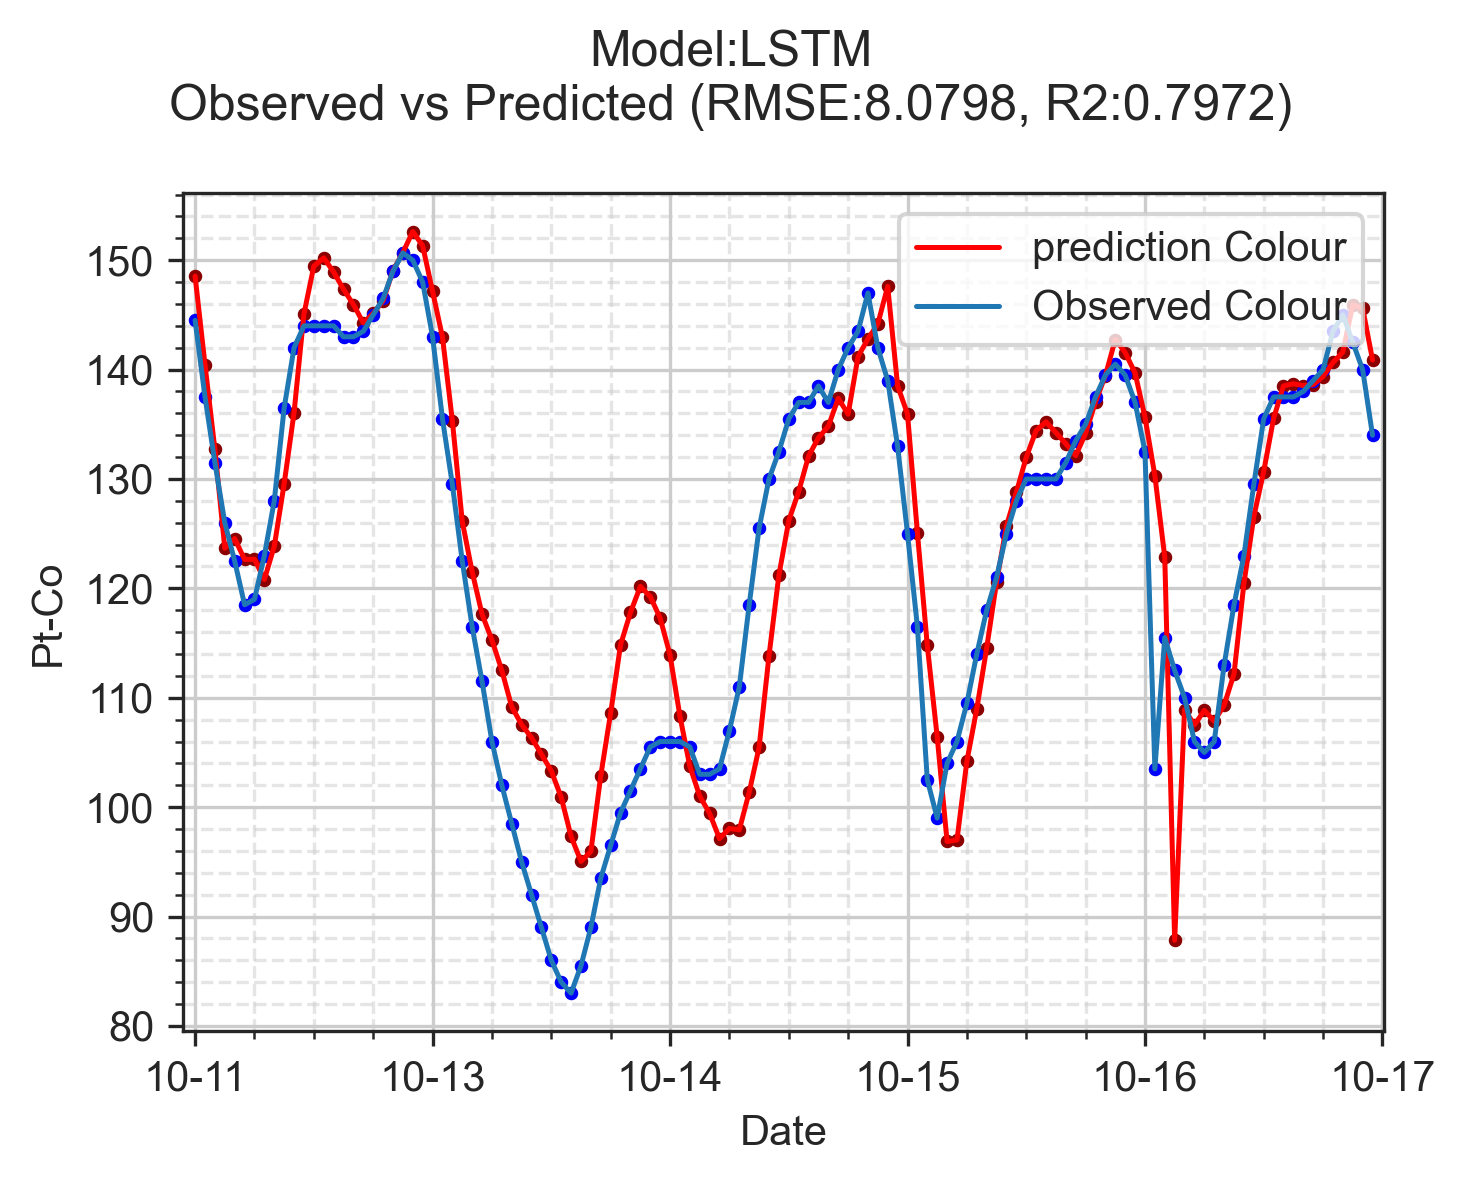 Model:LSTM
Observed vs Predicted (RMSE:8.0798, R2:0.7972)
prediction Colour
Observed Colour
150
140
130
120
110
100
90
80
Pt-Co
10-11
10-13
10-14
10-15
10-16
10-17
Date